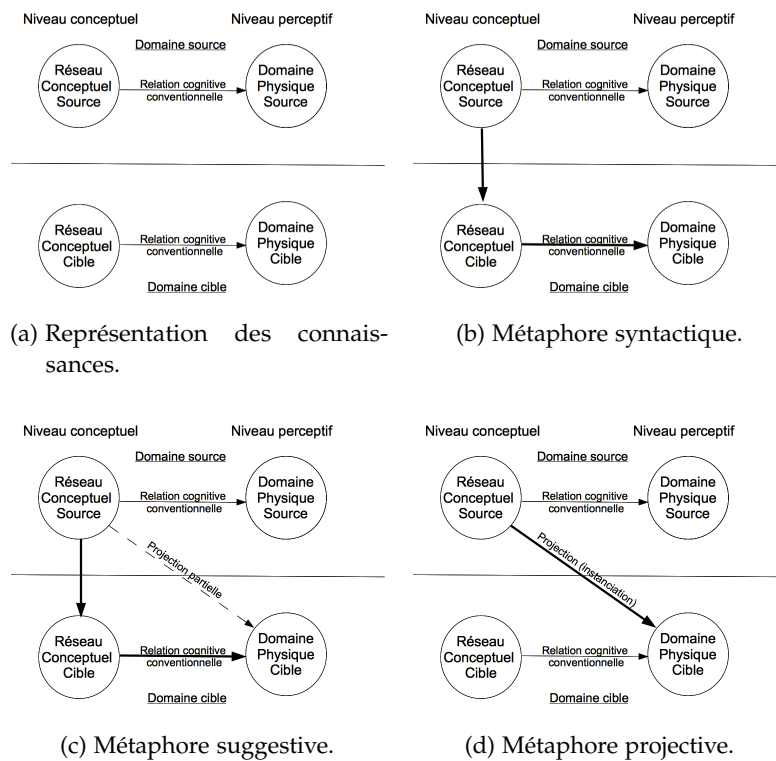 Niveau conceptuel
Niveau perceptif
Domaine source
Réseau
Conceptuel
Source
Relation cognitive
conventionnelle
Domaine
Physique
Source
Réseau
Conceptuel
Cible
Relation cognitive
conventionnelle
Domaine
Physique
Cible
Domaine cible
(a) Représentation des connais-
sances.
Niveau conceptuel
Niveau perceptif
Domaine source
Réseau
Conceptuel
Source
Relation cognitive
conventionnelle
Domaine
Physique
Source
Réseau
Conceptuel
Cible
Relation cognitive
conventionnelle
Domaine
Physique
Cible
Domaine cible
(b) Métaphore syntactique.
Niveau conceptuel
Niveau perceptif
Domaine source
Réseau
Conceptuel
Source
Relation cognitive
conventionnelle
Domaine
Physique
Source
Projection partielle
Réseau
Conceptuel
Cible
Relation cognitive
conventionnelle
Domaine
Physique
Cible
Domaine cible
(c) Métaphore suggestive.
Niveau conceptuel
Niveau perceptif
Domaine source
Réseau
Conceptuel
Source
Relation cognitive
conventionnelle
Domaine
Physique
Source
Projection (instanciation)
Réseau
Conceptuel
Cible
Relation cognitive
conventionnelle
Domaine
Physique
Cible
Domaine cible
(d) Métaphore projective.